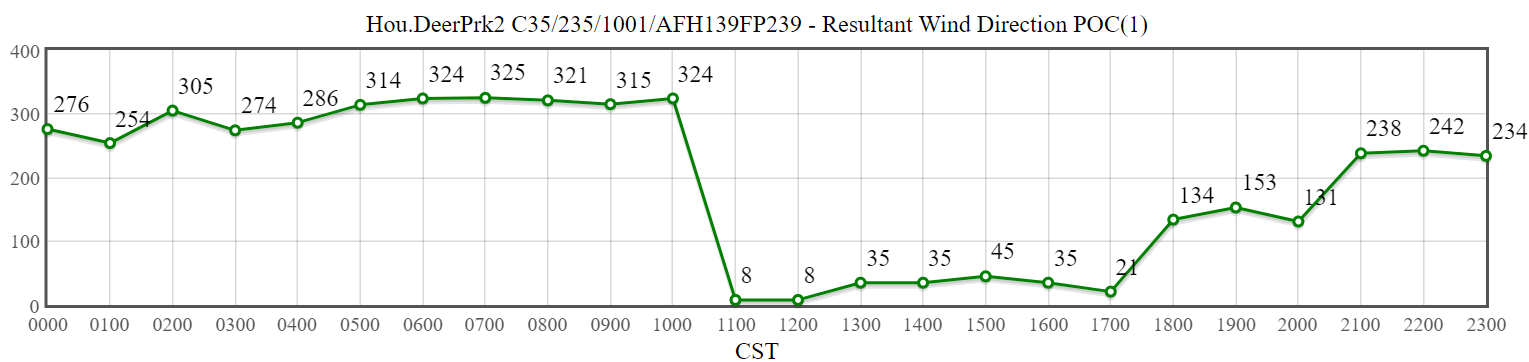 Hou.DeerPrk2 C35/235/1001/AFH139FP239 - Resultant Wind Direction POC(1)
400
300
200
100
0
276 254 305 274 286 314 324 325 321 315 324 8 8 35 35 45 35 21 134 153 131 238 242 234
0000 0100 0200 0300 0400 0500 0600 0700 0800 0900 1000 1100 1200 1300 1400 1500 1600 1700 1800 1900 2000 2100 2200 2300
CST